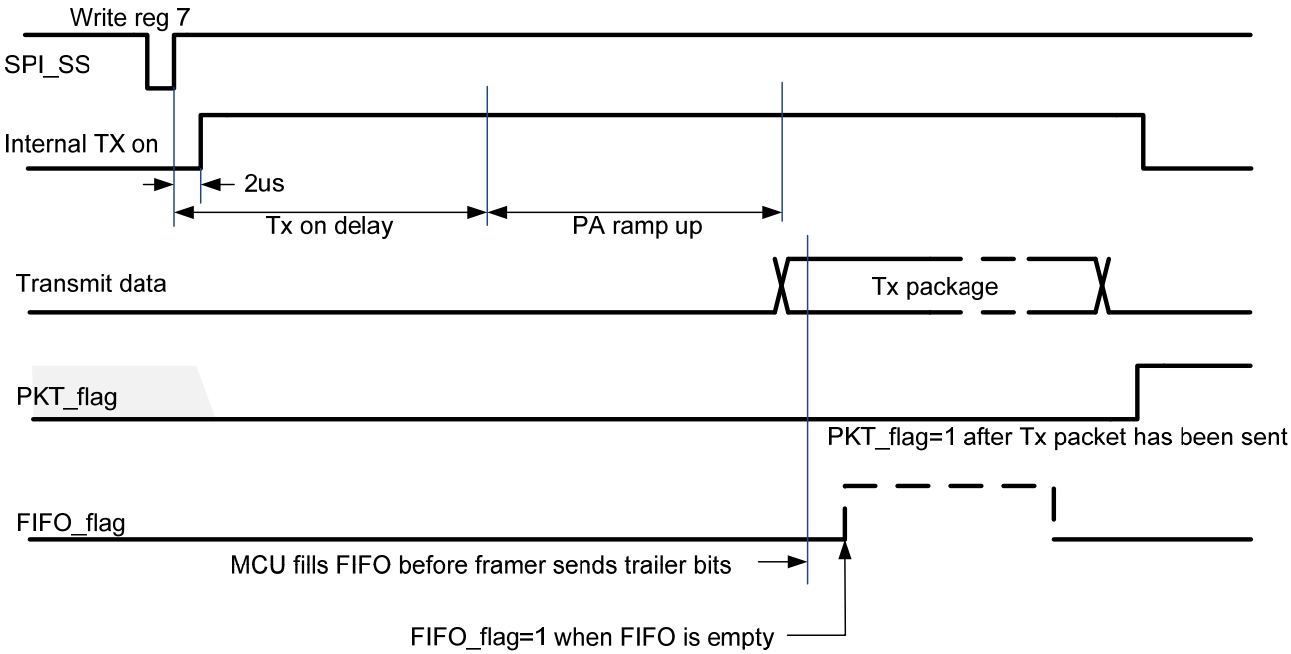 Write reg 7
SPI_SS
Internal TX on
2us
Tx on delay
PA ramp up
Transmit data
Tx package
PKT_flag
PKT_flag=1 after Tx packet has been sent
FIFO_flag
MCU fills FIFO before framer sends trailer bits
FIFO_flag=1 when FIFO is empty